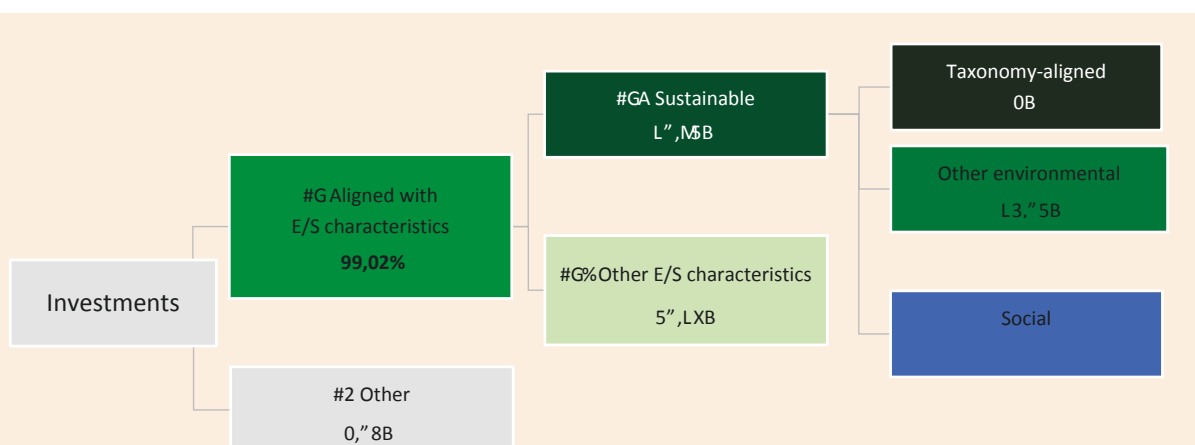 Investments
#G Aligned with
E/S characteristics
99,02%
#2 Other
0,”8B
#GA Sustainable
L”,M5B
#G%Other E/S characteristics
5”,LXB
Taxonomy-aligned
0B
Other environmental
L3,”5B
Social